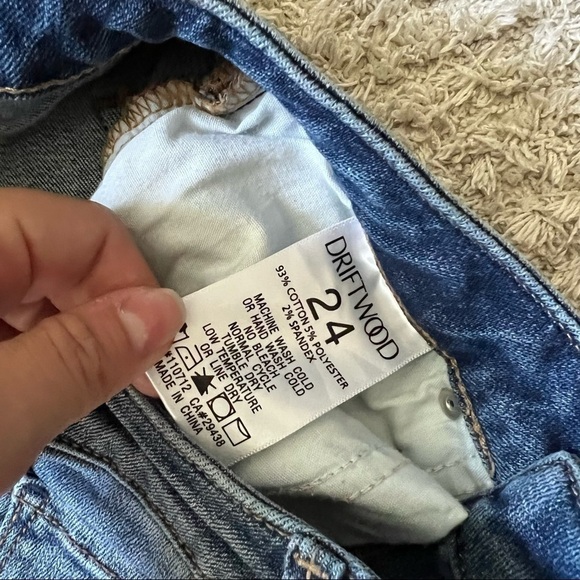 DRIFTWOOD
24
93% COTTON 5% POLYESTER
2% SPANDEX
MACHINE WASH COLD
OR HAND WASH COLD
NO BLEACH
NORMAL CYCLE
TUMBLE DRY
LOW TEMPERATURE
OR LINE DRY
#110712 CA#29438
MADE IN CHINA